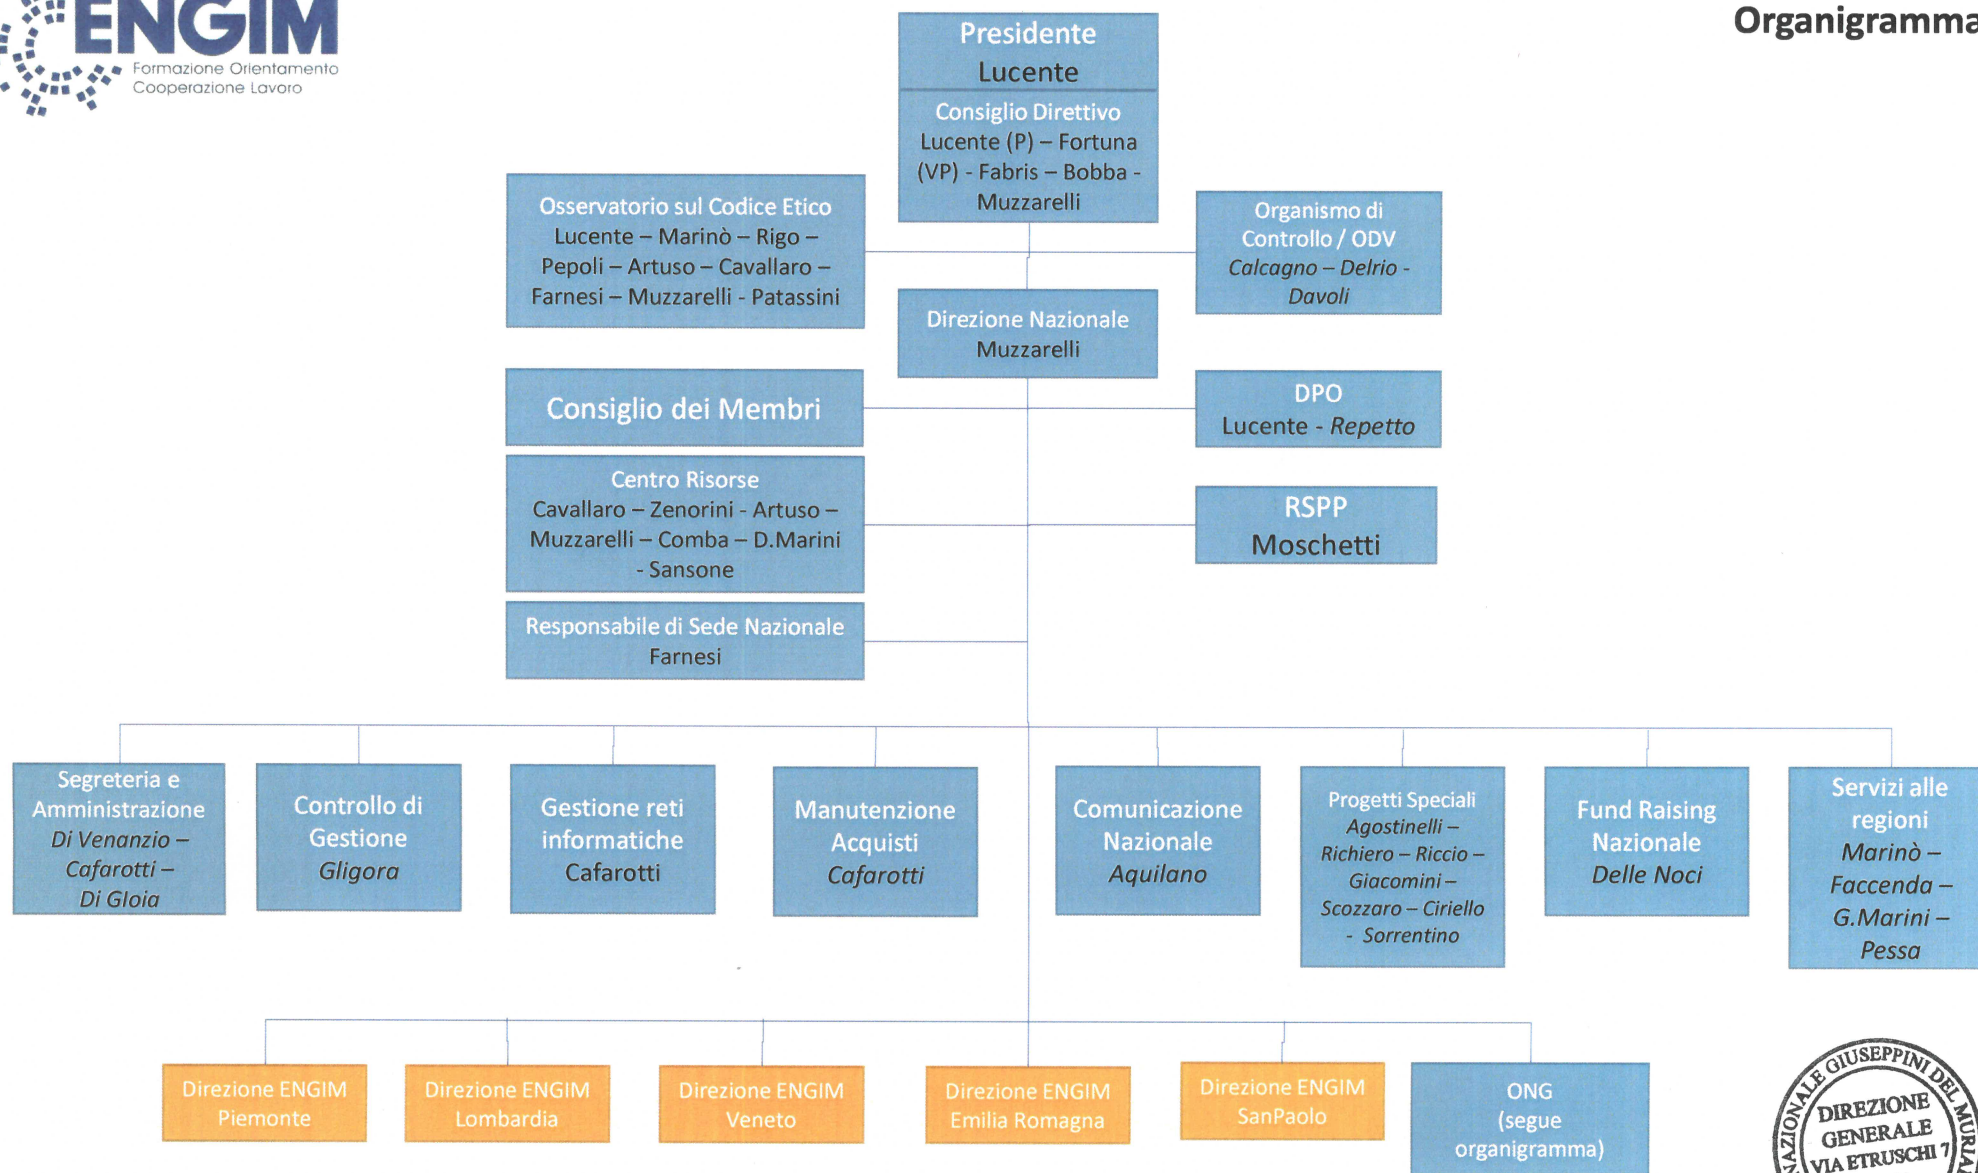 ENGIM
Formazione Orientamento
Cooperazione Lavoro
Organigramma
Presidente
Lucente
Consiglio Direttivo
Lucente (P) – Fortuna
(VP) - Fabris – Bobba -
Muzzarelli
Osservatorio sul Codice Etico
Lucente – Marinò – Rigo –
Pepoli – Artuso – Cavallaro –
Farnesi – Muzzarelli - Patassini
Organismo di
Controllo / ODV
Calcagno – Delrio -
Davoli
Direzione Nazionale
Muzzarelli
Consiglio dei Membri
DPO
Lucente - Repetto
Centro Risorse
Cavallaro – Zenorini - Artuso –
Muzzarelli – Comba – D.Marini
- Sansone
RSPP
Moschetti
Responsabile di Sede Nazionale
Farnesi
Segreteria e
Amministrazione
Di Venanzio –
Cafarotti –
Di Gloia
Controllo di
Gestione
Gligora
Gestione reti
informatiche
Cafarotti
Manutenzione
Acquisti
Cafarotti
Comunicazione
Nazionale
Aquilano
Progetti Speciali
Agostinelli –
Richiero – Riccio –
Giacomini –
Scozzaro – Ciriello
- Sorrentino
Fund Raising
Nazionale
Delle Noci
Servizi alle
regioni
Marinò –
Faccenda –
G.Marini –
Pessa
Direzione ENGIM
Piemonte
Direzione ENGIM
Lombardia
Direzione ENGIM
Veneto
Direzione ENGIM
Emilia Romagna
Direzione ENGIM
SanPaolo
ONG
(segue
organigramma)
GIUSEPPINI DEL
DIREZIONE
GENERALE
VIA ETRUSCHI 7